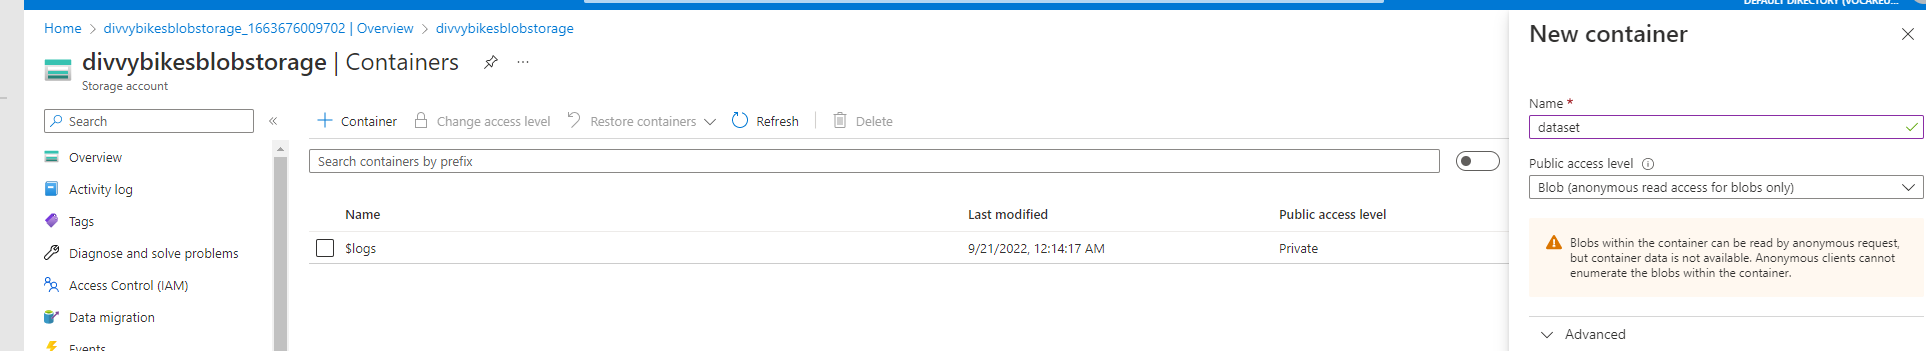 DEFAULT DIRECTORY (VOCAREU...
Home > divvybikesblobstorage_1663676009702 | Overview > divvybikesblobstorage
divvybikesblobstorage | Containers
Storage account
Search
Overview
Activity log
Tags
Diagnose and solve problems
Access Control (IAM)
Data migration
Events
Container Change access level Restore containers Refresh Delete
Search containers by prefix
Name Last modified Public access level
$logs 9/21/2022, 12:14:17 AM Private
New container
Name *
dataset
Public access level
Blob (anonymous read access for blobs only)
Blobs within the container can be read by anonymous request,
but container data is not available. Anonymous clients cannot
enumerate the blobs within the container.
Advanced